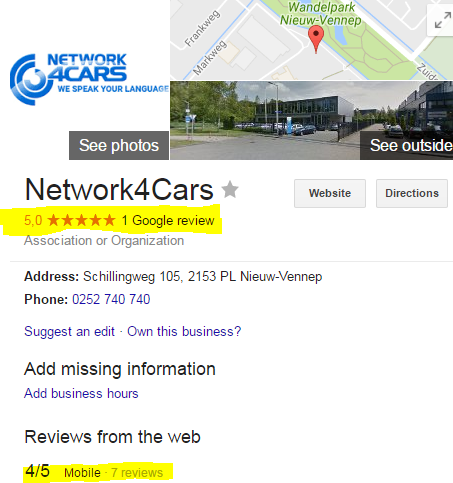 Wandelpark
Nieuw-Vennep
Frankweg
Markweg
Zuide
NETWORK
4CARS
WE SPEAK YOUR LANGUAGE
See photos
See outside
Network4Cars
Website
Directions
5,0 ★★★★★ 1 Google review
Association or Organization
Address: Schillingweg 105, 2153 PL Nieuw-Vennep
Phone: 0252 740 740
Suggest an edit · Own this business?
Add missing information
Add business hours
Reviews from the web
4/5 Mobile · 7 reviews